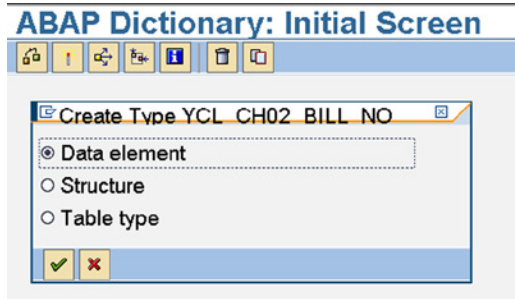 ABAP Dictionary: Initial Screen
Create Type YCL_CH02_BILL_NO
Data element
Structure
Table type